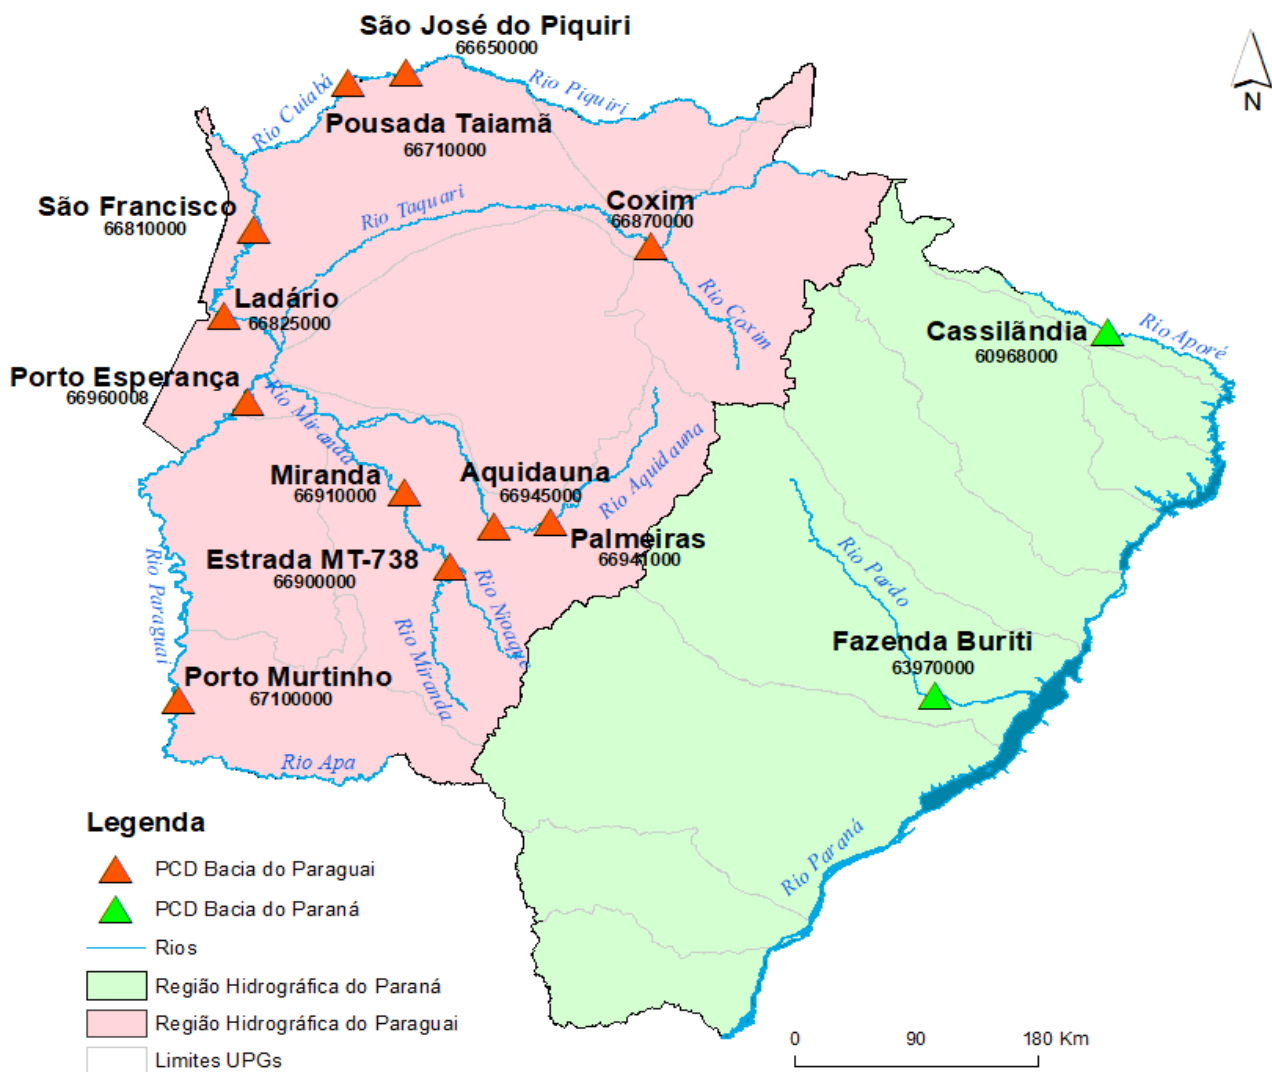 São José do Piquiri
66650000
Rio Cuiabá
Rio Piquiri
N
Pousada Taiamã
66710000
São Francisco
66810000
Rio Taquari
Coxim
66870000
Ladário
66825000
Rio Coxim
Cassilândia
60968000
Rio Aporé
Porto Esperança
66960008
Rio Miranda
Miranda
66910000
Aquidauna
66945000
Rio Aquidauna
Palmeiras
66941000
Estrada MT-738
66900000
Rio Nioaque
Rio Pardo
Rio Paraguai
Rio Miranda
Fazenda Buriti
63970000
Porto Murtinho
67100000
Rio Apa
Rio Paraná
Legenda
PCD Bacia do Paraguai
PCD Bacia do Paraná
Rios
Região Hidrográfica do Paraná
Região Hidrográfica do Paraguai
Limites UPGs
0 90 180 Km